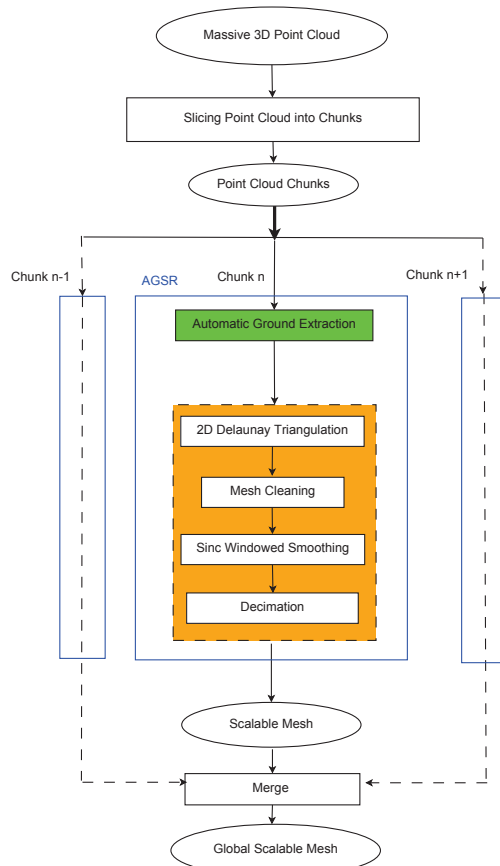 Massive 3D Point Cloud
Slicing Point Cloud into Chunks
Point Cloud Chunks
Chunk n-1
AGSR
Chunk n
Chunk n+1
Automatic Ground Extraction
2D Delaunay Triangulation
Mesh Cleaning
Sinc Windowed Smoothing
Decimation
Scalable Mesh
Merge
Global Scalable Mesh